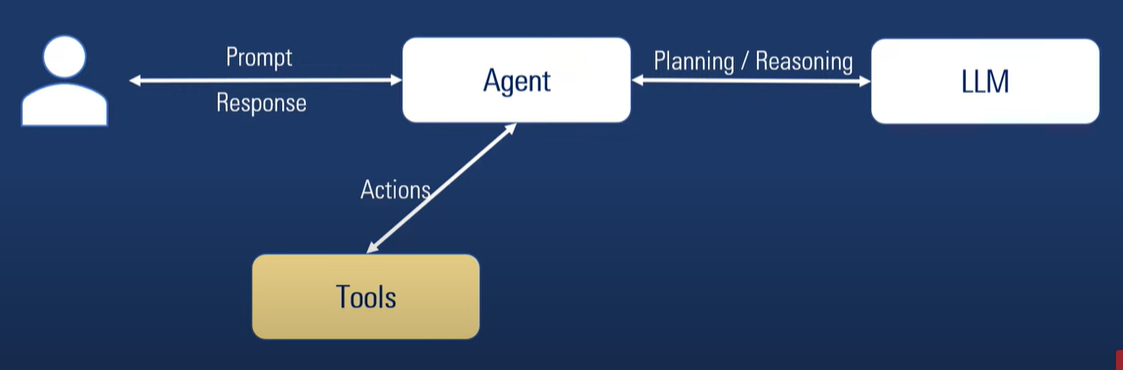 Prompt
Response
Agent
Planning / Reasoning
LLM
Actions
Tools